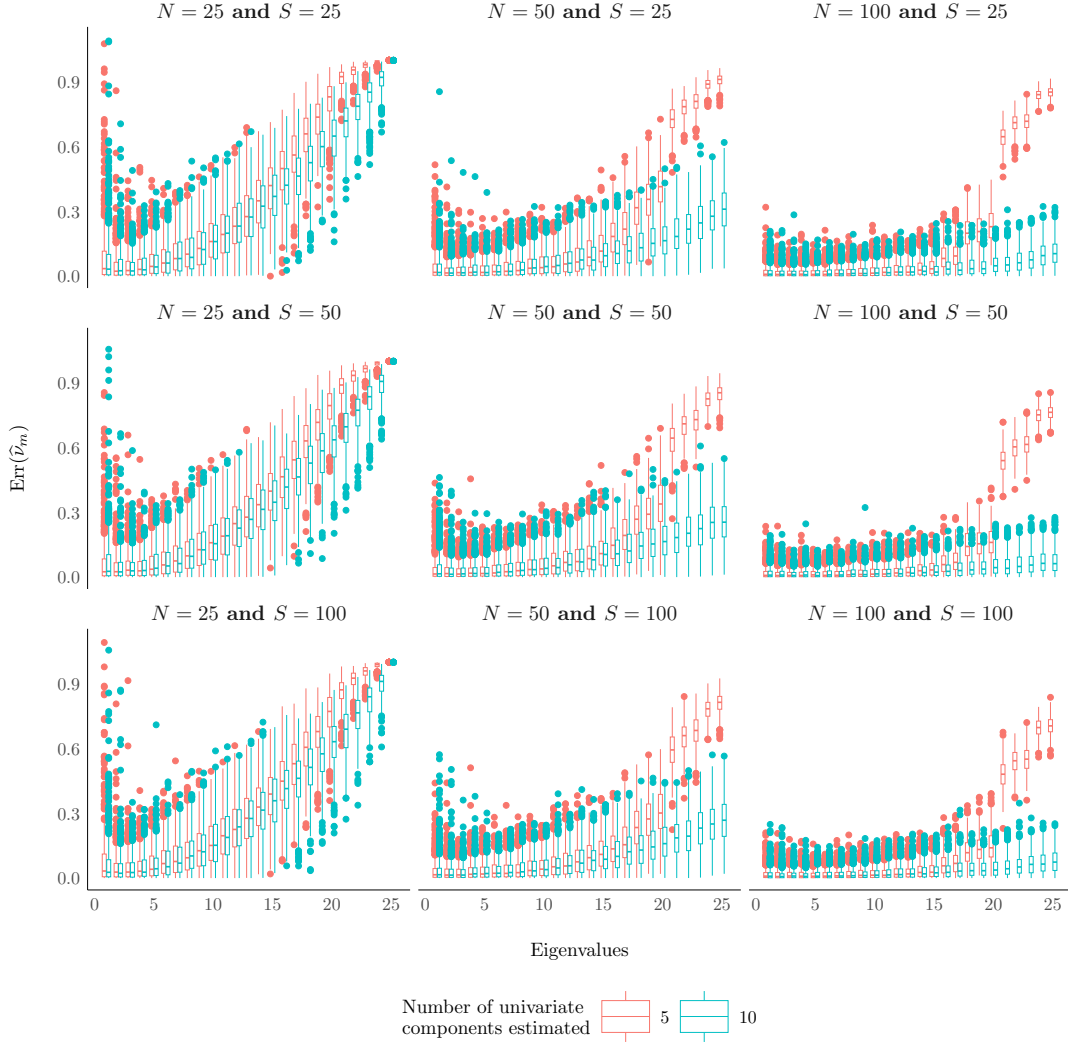 N = 25 and S = 25
N = 50 and S = 25
N = 100 and S = 25
0.9
0.6
0.3
0.0
N = 25 and S = 50
N = 50 and S = 50
N = 100 and S = 50
0.9
0.6
0.3
0.0
Err(ν̂ₘ)
N = 25 and S = 100
N = 50 and S = 100
N = 100 and S = 100
0.9
0.6
0.3
0.0
0 5 10 15 20 25
0 5 10 15 20 25
0 5 10 15 20 25
Eigenvalues
Number of univariate
components estimated
5
10